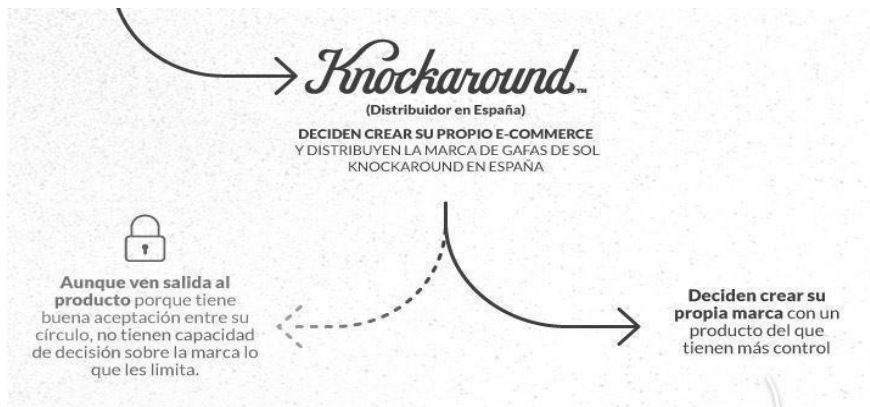 Knockaround™
(Distribuidor en España)
DECIDEN CREAR SU PROPIO E-COMMERCE
Y DISTRIBUYEN LA MARCA DE GAFAS DE SOL
KNOCKAROUND EN ESPAÑA
Aunque ven salida al
producto porque tiene
buena aceptación entre su
círculo, no tienen capacidad
de decisión sobre la marca lo
que les limita.
Deciden crear su
propia marca con un
producto del que
tienen más control